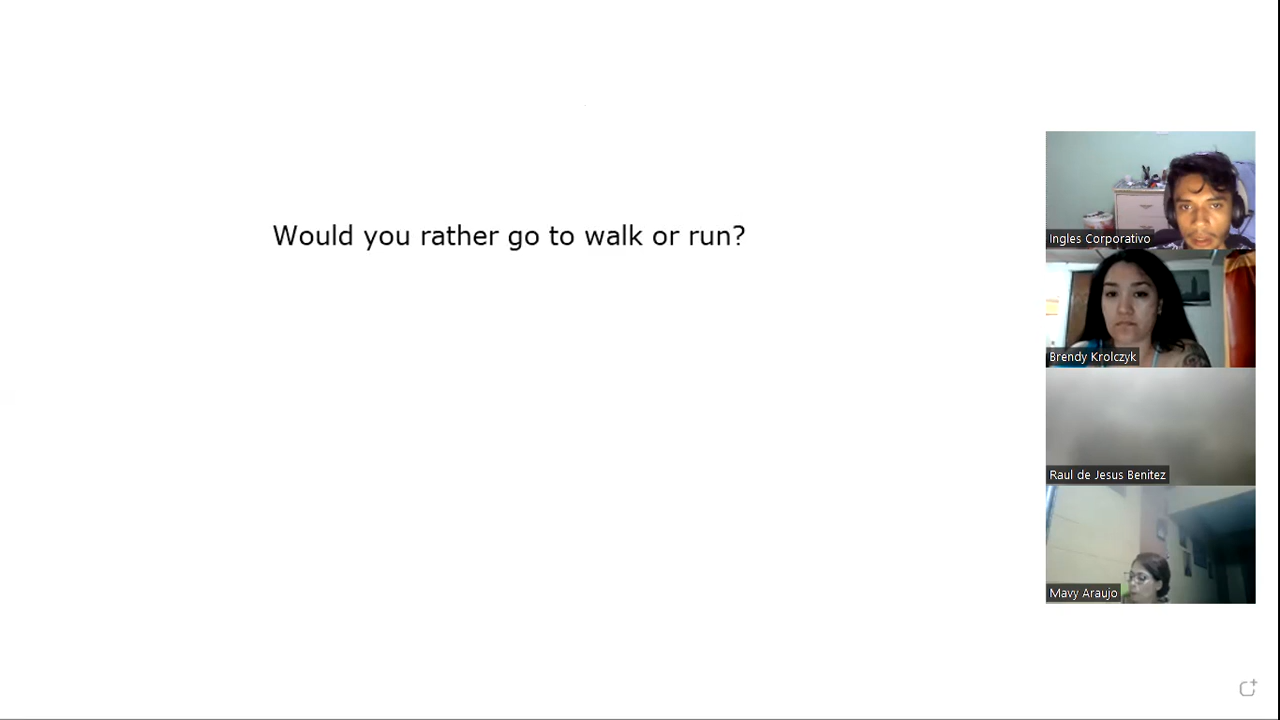 Would you rather go to walk or run?
Ingles Corporativo
Brendy Krolczyk
Raul de Jesus Benitez
Mavy Araujo